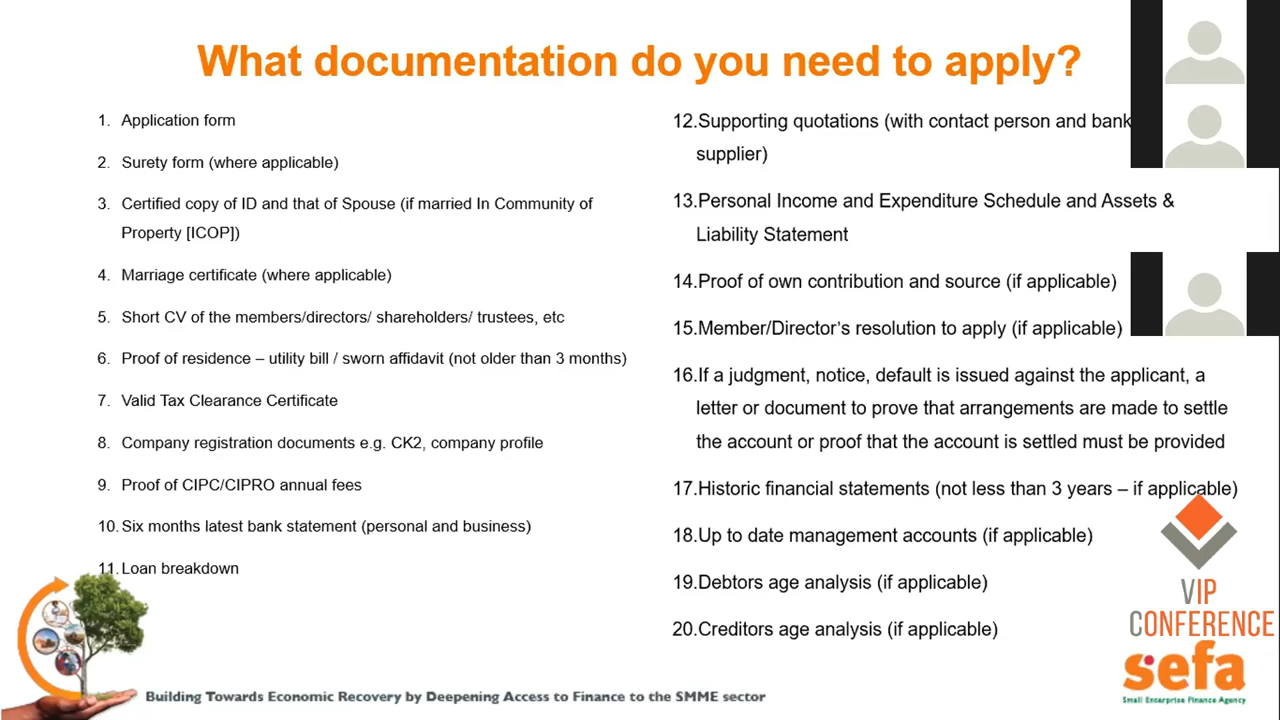 What documentation do you need to apply?
1. Application form
2. Surety form (where applicable)
3. Certified copy of ID and that of Spouse (if married In Community of
Property [ICOP])
4. Marriage certificate (where applicable)
5. Short CV of the members/directors/ shareholders/ trustees, etc
6. Proof of residence – utility bill / sworn affidavit (not older than 3 months)
7. Valid Tax Clearance Certificate
8. Company registration documents e.g. CK2, company profile
9. Proof of CIPC/CIPRO annual fees
10. Six months latest bank statement (personal and business)
11. Loan breakdown
12.Supporting quotations (with contact person and bank
supplier)
13.Personal Income and Expenditure Schedule and Assets &
Liability Statement
14.Proof of own contribution and source (if applicable)
15.Member/Director’s resolution to apply (if applicable)
16.If a judgment, notice, default is issued against the applicant, a
letter or document to prove that arrangements are made to settle
the account or proof that the account is settled must be provided
17.Historic financial statements (not less than 3 years – if applicable)
18.Up to date management accounts (if applicable)
19.Debtors age analysis (if applicable)
20.Creditors age analysis (if applicable)
VIP
CONFERENCE
sefa
Small Enterprise Finance Agency
Building Towards Economic Recovery by Deepening Access to Finance to the SMME sector